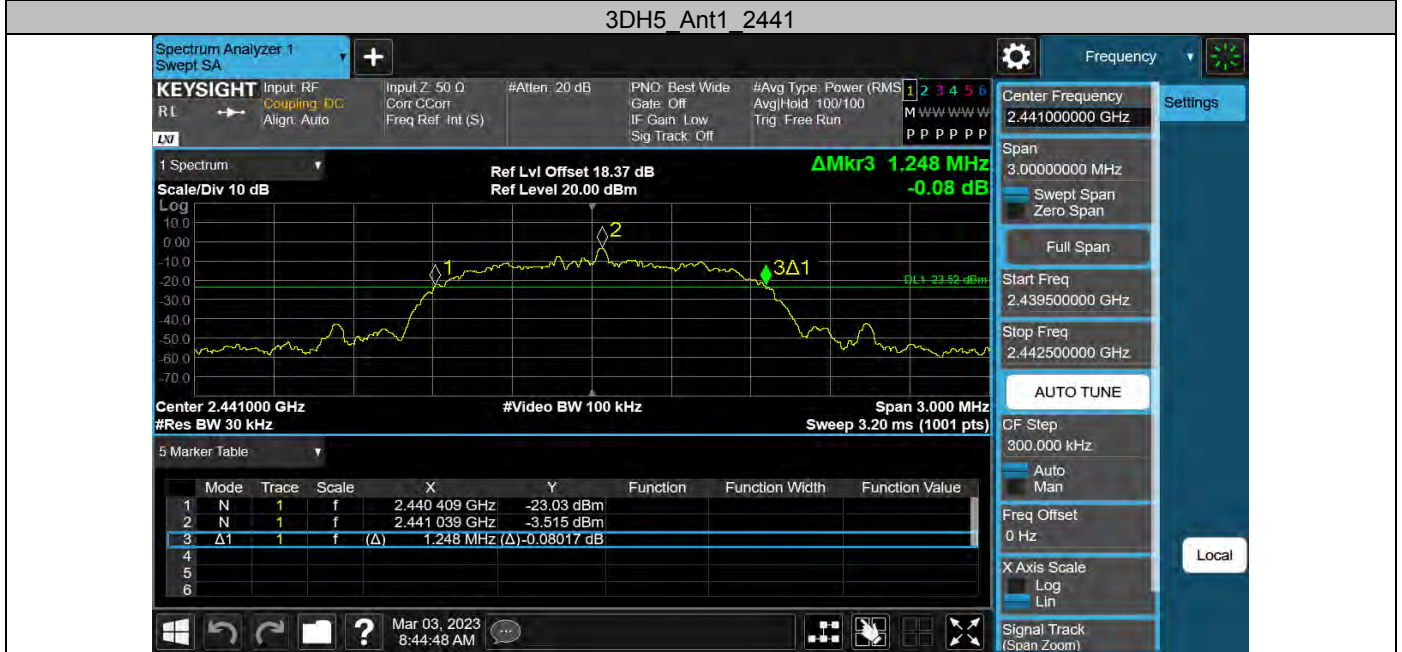 3DH5_Ant1_2441
Spectrum Analyzer 1
Swept SA
Frequency
KEYSIGHT
RL
LXI
Input: RF
Coupling: DC
Align: Auto
Input Z: 50 Ω
Corr CCorr
Freq Ref: Int (S)
#Atten: 20 dB
PNO: Best Wide
Gate: Off
IF Gain: Low
Sig Track: Off
#Avg Type: Power (RMS
Avg|Hold: 100/100
Trig: Free Run
1 2 3 4 5 6
M W W W W W
P P P P P P
Center Frequency
2.441000000 GHz
Settings
1 Spectrum
Ref Lvl Offset 18.37 dB
ΔMkr3 1.248 MHz
Scale/Div 10 dB
Ref Level 20.00 dBm
-0.08 dB
Log
10.0
0.00
-10.0
-20.0
-30.0
-40.0
-50.0
-60.0
-70.0
1
2
3Δ1
DL1 -23.52 dBm
Center 2.441000 GHz
#Video BW 100 kHz
Span 3.000 MHz
#Res BW 30 kHz
Sweep 3.20 ms (1001 pts)
Span
3.00000000 MHz
Swept Span
Zero Span
Full Span
Start Freq
2.439500000 GHz
Stop Freq
2.442500000 GHz
AUTO TUNE
CF Step
300.000 kHz
Auto
Man
Freq Offset
0 Hz
X Axis Scale
Log
Lin
Signal Track
(Span Zoom)
Local
5 Marker Table
Mode Trace Scale X Y Function Function Width Function Value
1 N 1 f 2.440 409 GHz -23.03 dBm
2 N 1 f 2.441 039 GHz -3.515 dBm
3 Δ1 1 f (Δ) 1.248 MHz (Δ)-0.08017 dB
4
5
6
?
Mar 03, 2023
8:44:48 AM